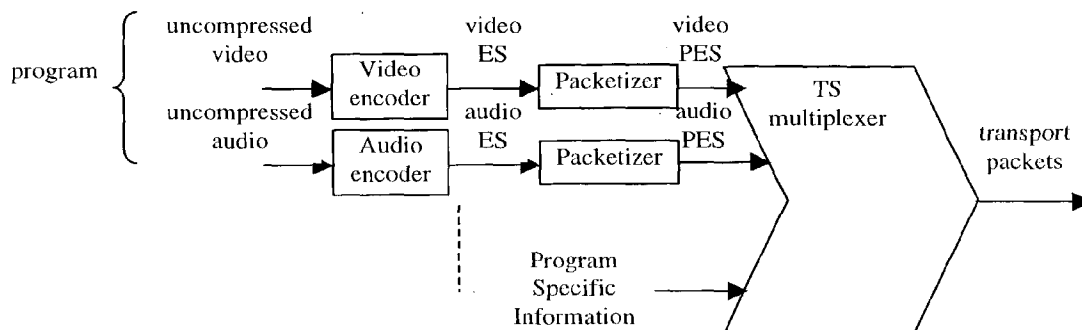 program
uncompressed
video
uncompressed
audio
Video
encoder
Audio
encoder
video
ES
audio
ES
Packetizer
Packetizer
video
PES
audio
PES
TS
multiplexer
transport
packets
Program
Specific
Information